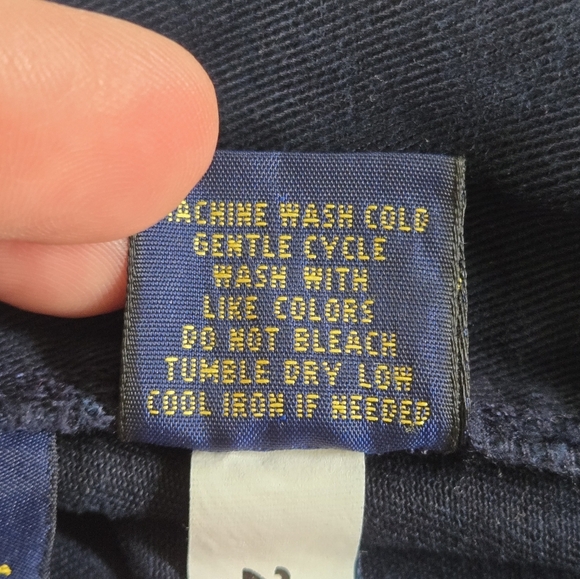 MACHINE WASH COLD
GENTLE CYCLE
WASH WITH
LIKE COLORS
DO NOT BLEACH
TUMBLE DRY LOW
COOL IRON IF NEEDED